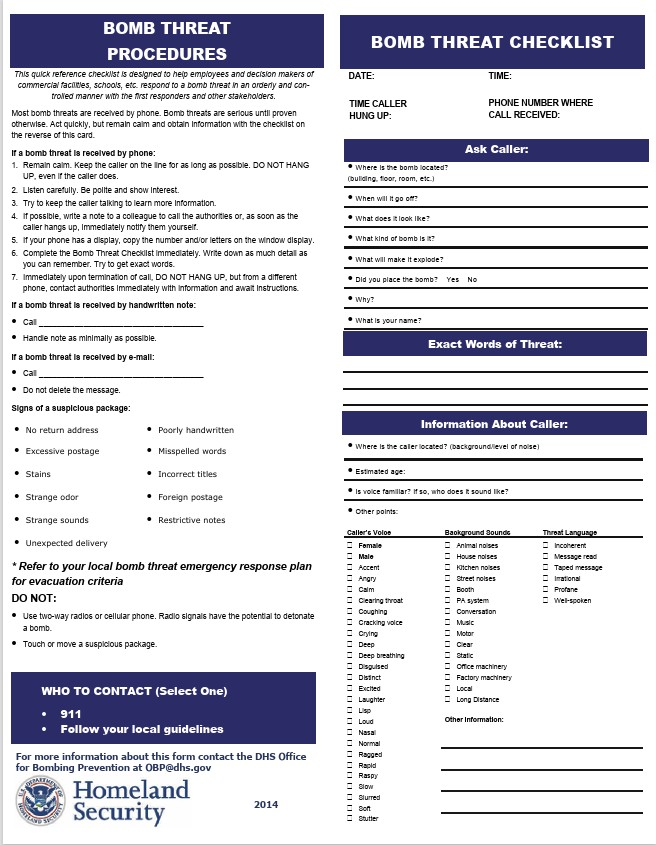 BOMB THREAT
PROCEDURES
This quick reference checklist is designed to help employees and decision makers of
commercial facilities, schools, etc. respond to a bomb threat in an orderly and con-
trolled manner with the first responders and other stakeholders.
Most bomb threats are received by phone. Bomb threats are serious until proven
otherwise. Act quickly, but remain calm and obtain information with the checklist on
the reverse of this card.
If a bomb threat is received by phone:
1. Remain calm. Keep the caller on the line for as long as possible. DO NOT HANG
UP, even if the caller does.
2. Listen carefully. Be polite and show interest.
3. Try to keep the caller talking to learn more information.
4. If possible, write a note to a colleague to call the authorities or, as soon as the
caller hangs up, immediately notify them yourself.
5. If your phone has a display, copy the number and/or letters on the window display.
6. Complete the Bomb Threat Checklist immediately. Write down as much detail as
you can remember. Try to get exact words.
7. Immediately upon termination of call, DO NOT HANG UP, but from a different
phone, contact authorities immediately with information and await instructions.
If a bomb threat is received by handwritten note:
• Call ____________________
• Handle note as minimally as possible.
If a bomb threat is received by e-mail:
• Call ____________________
• Do not delete the message.
Signs of a suspicious package:
• No return address • Poorly handwritten
• Excessive postage • Misspelled words
• Stains • Incorrect titles
• Strange odor • Foreign postage
• Strange sounds • Restrictive notes
• Unexpected delivery
* Refer to your local bomb threat emergency response plan
for evacuation criteria
DO NOT:
• Use two-way radios or cellular phone. Radio signals have the potential to detonate
a bomb.
• Touch or move a suspicious package.
WHO TO CONTACT (Select One)
• 911
• Follow your local guidelines
For more information about this form contact the DHS Office
for Bombing Prevention at OBP@dhs.gov
U.S. DEPARTMENT OF HOMELAND SECURITY
Homeland
Security
2014
BOMB THREAT CHECKLIST
DATE: TIME:
TIME CALLER PHONE NUMBER WHERE
HUNG UP: CALL RECEIVED:
Ask Caller:
• Where is the bomb located?
(building, floor, room, etc.)
• When will it go off?
• What does it look like?
• What kind of bomb is it?
• What will make it explode?
• Did you place the bomb? Yes No
• Why?
• What is your name?
Exact Words of Threat:
Information About Caller:
• Where is the caller located? (background/level of noise)
• Estimated age:
• Is voice familiar? If so, who does it sound like?
• Other points:
Caller's Voice Background Sounds Threat Language
☐ Female ☐ Animal noises ☐ Incoherent
☐ Male ☐ House noises ☐ Message read
☐ Accent ☐ Kitchen noises ☐ Taped message
☐ Angry ☐ Street noises ☐ Irrational
☐ Calm ☐ Booth ☐ Profane
☐ Clearing throat ☐ PA system ☐ Well-spoken
☐ Coughing ☐ Conversation
☐ Cracking voice ☐ Music
☐ Crying ☐ Motor
☐ Deep ☐ Clear
☐ Deep breathing ☐ Static
☐ Disguised ☐ Office machinery
☐ Distinct ☐ Factory machinery
☐ Excited ☐ Local
☐ Laughter ☐ Long Distance
☐ Lisp
☐ Loud Other Information:
☐ Nasal
☐ Normal
☐ Ragged
☐ Rapid
☐ Raspy
☐ Slow
☐ Slurred
☐ Soft
☐ Stutter